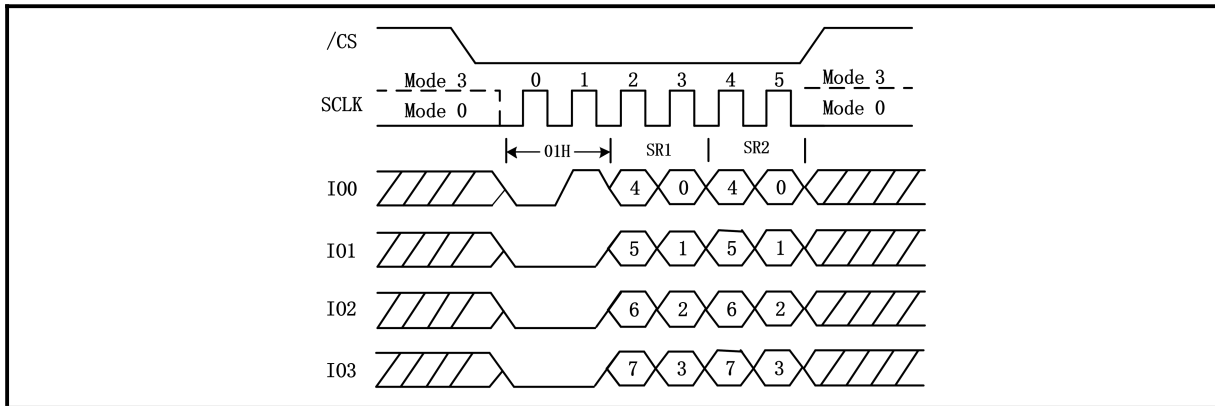 /CS
Mode 3 0 1 2 3 4 5 Mode 3
SCLK
Mode 0 Mode 0
01H SR1 SR2
IO0 4 0 4 0
IO1 5 1 5 1
IO2 6 2 6 2
IO3 7 3 7 3